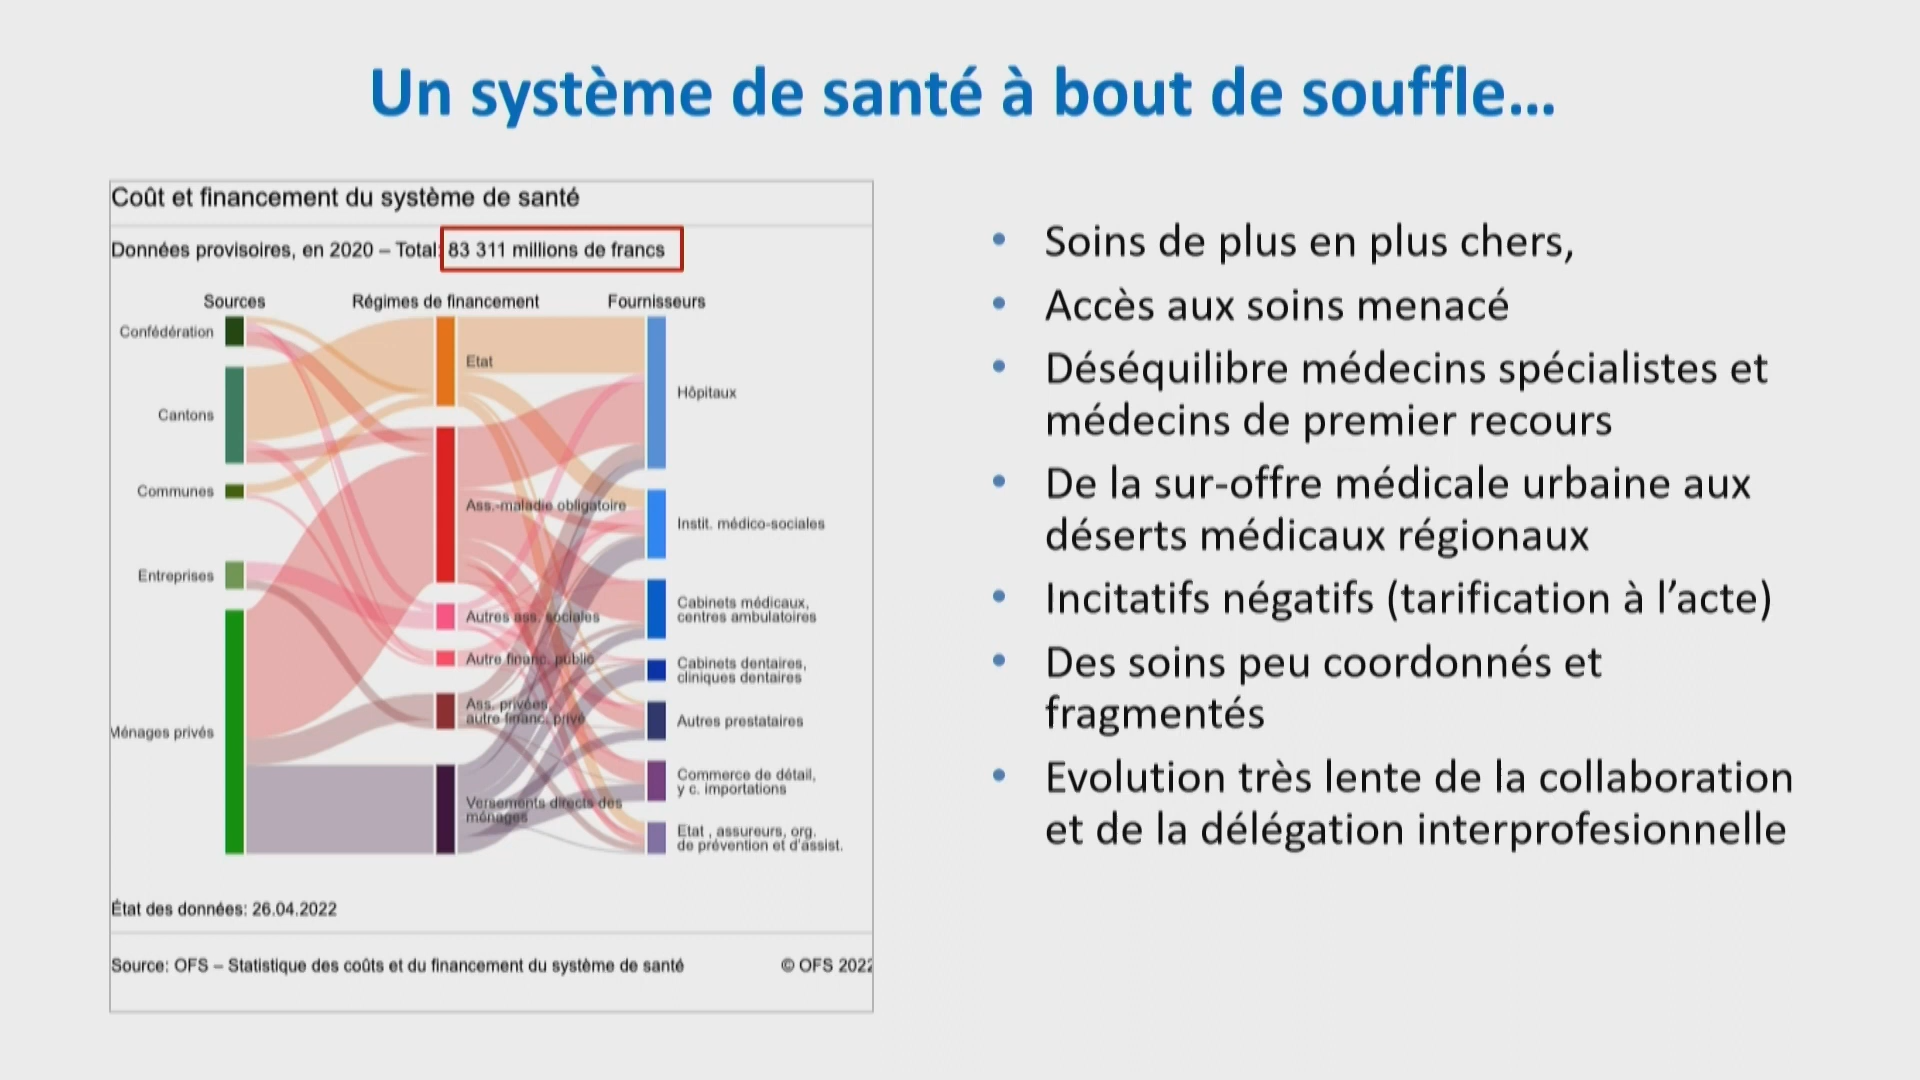 Un système de santé à bout de souffle...
Coût et financement du système de santé
Données provisoires, en 2020 – Total: 83 311 millions de francs
Sources
Régimes de financement
Fournisseurs
Confédération
Cantons
Communes
Entreprises
Ménages privés
Etat
Ass.-maladie obligatoire
Autres ass. sociales
Autre financ. public
Ass. privées,
autre financ. privé
Versements directs des
ménages
Hôpitaux
Instit. médico-sociales
Cabinets médicaux,
centres ambulatoires
Cabinets dentaires,
cliniques dentaires
Autres prestataires
Commerce de détail,
y c. importations
Etat , assureurs, org.
de prévention et d'assist.
État des données: 26.04.2022
Source: OFS – Statistique des coûts et du financement du système de santé
© OFS 2022
• Soins de plus en plus chers,
• Accès aux soins menacé
• Déséquilibre médecins spécialistes et
médecins de premier recours
• De la sur-offre médicale urbaine aux
déserts médicaux régionaux
• Incitatifs négatifs (tarification à l’acte)
• Des soins peu coordonnés et
fragmentés
• Evolution très lente de la collaboration
et de la délégation interprofesionnelle